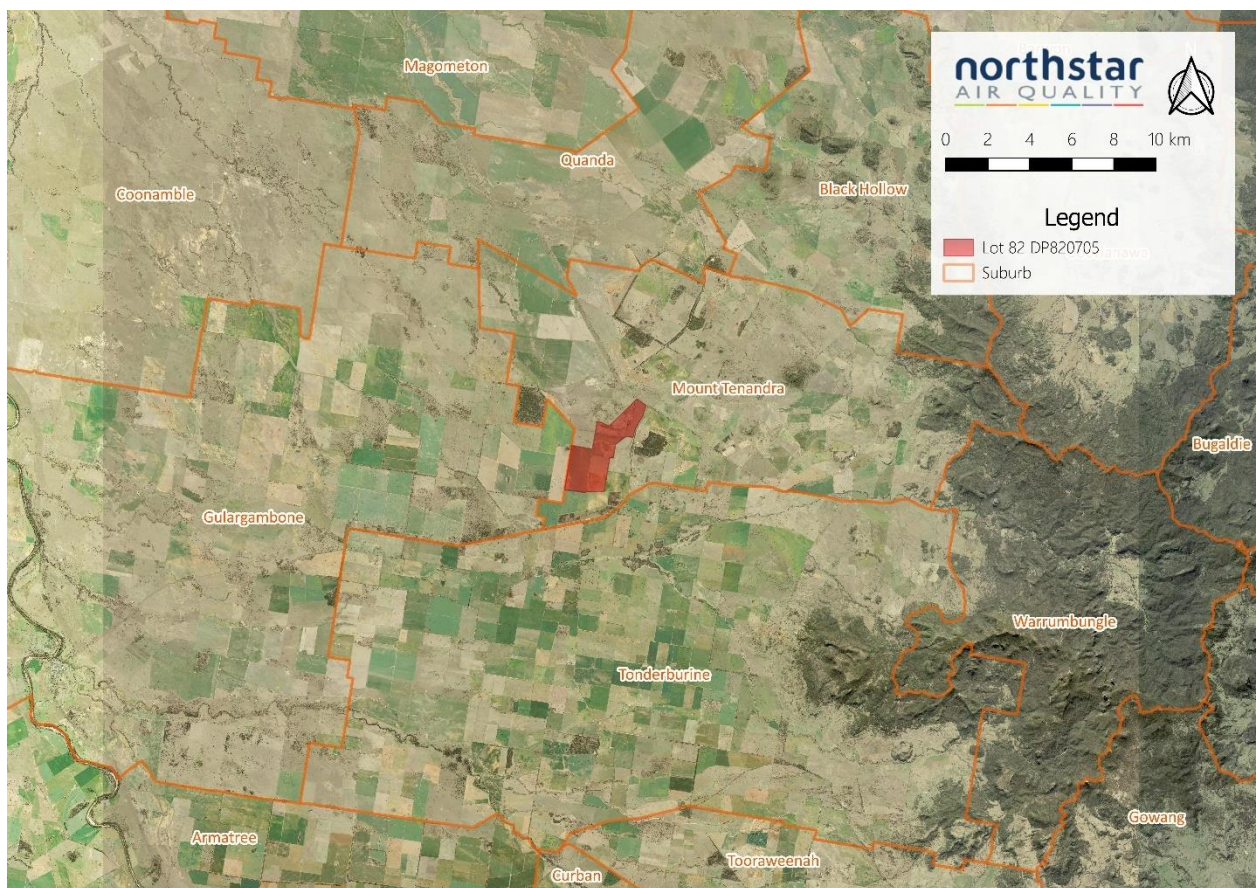 Magometon
northstar
AIR QUALITY
0 2 4 6 8 10 km
Quanda
Coonamble
Black Hollow
Legend
Lot 82 DP820705
Suburb
Mount Tenandra
Bugaldie
Gulargambone
Warrumbungle
Tonderburine
Gowang
Armatree
Tooraweenah
Curban